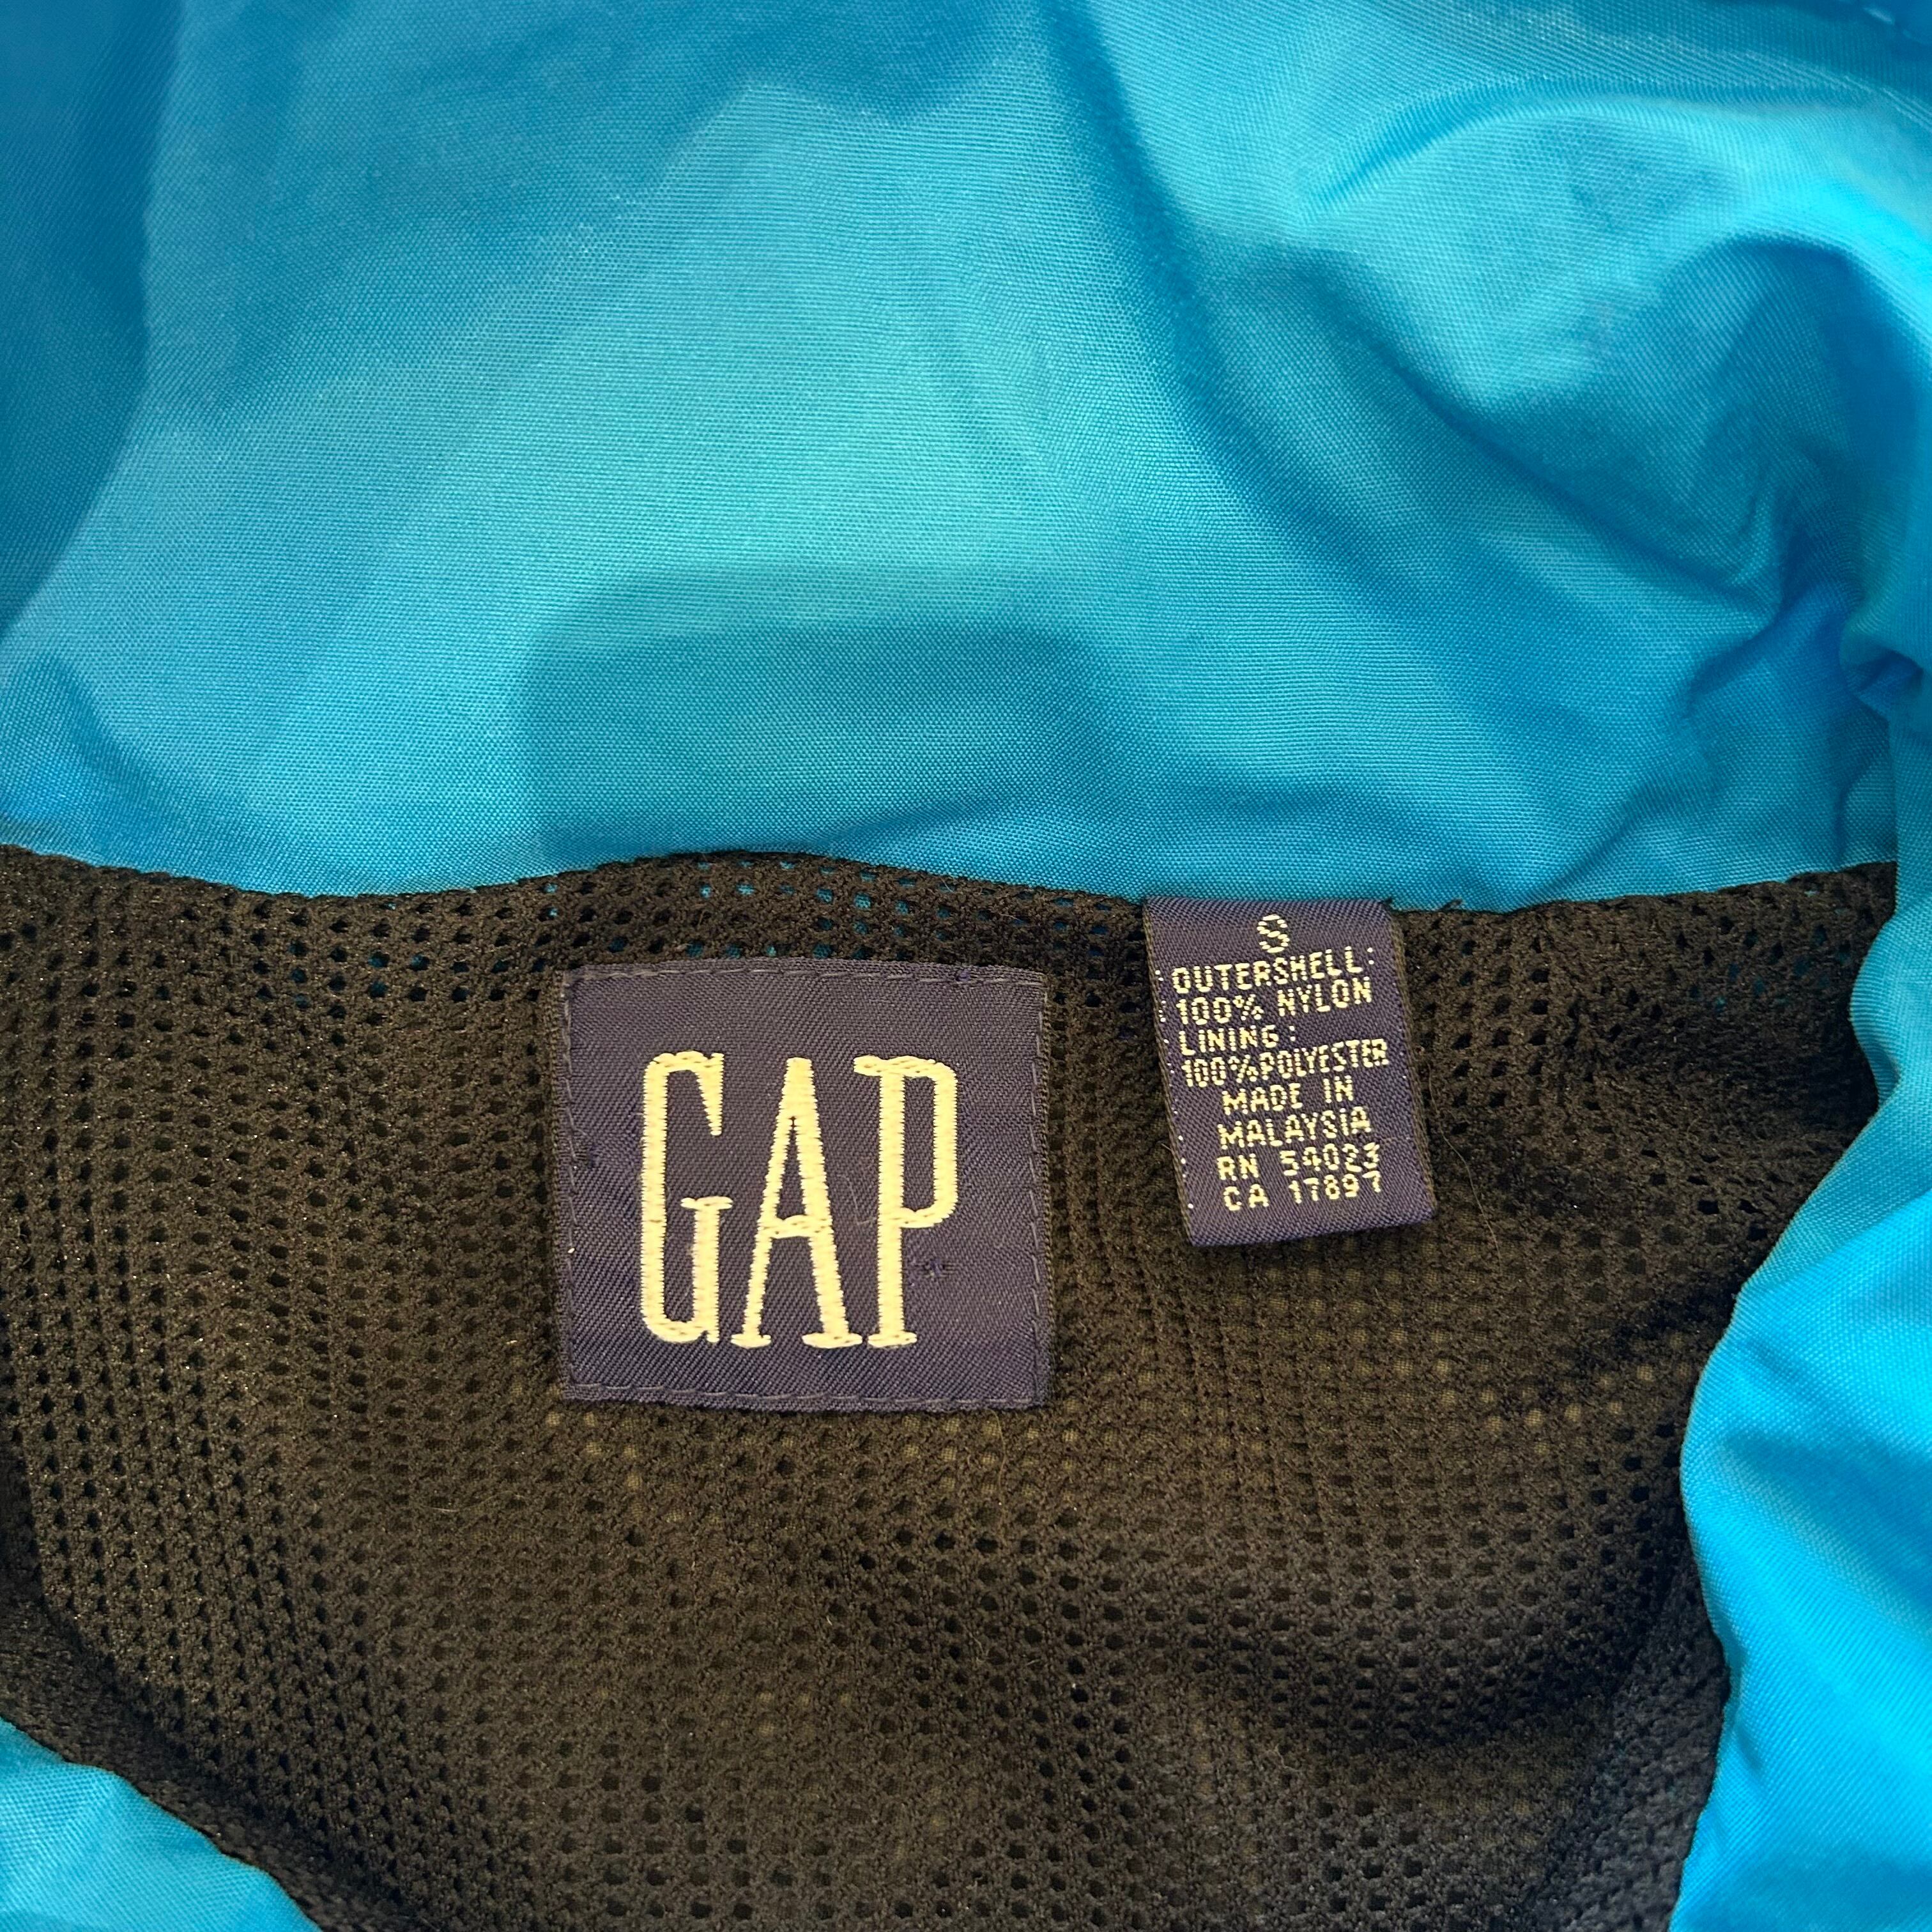 GAP
S
OUTERSHELL:
100% NYLON
LINING:
100%POLYESTER
MADE IN
MALAYSIA
RN 54023
CA 17897